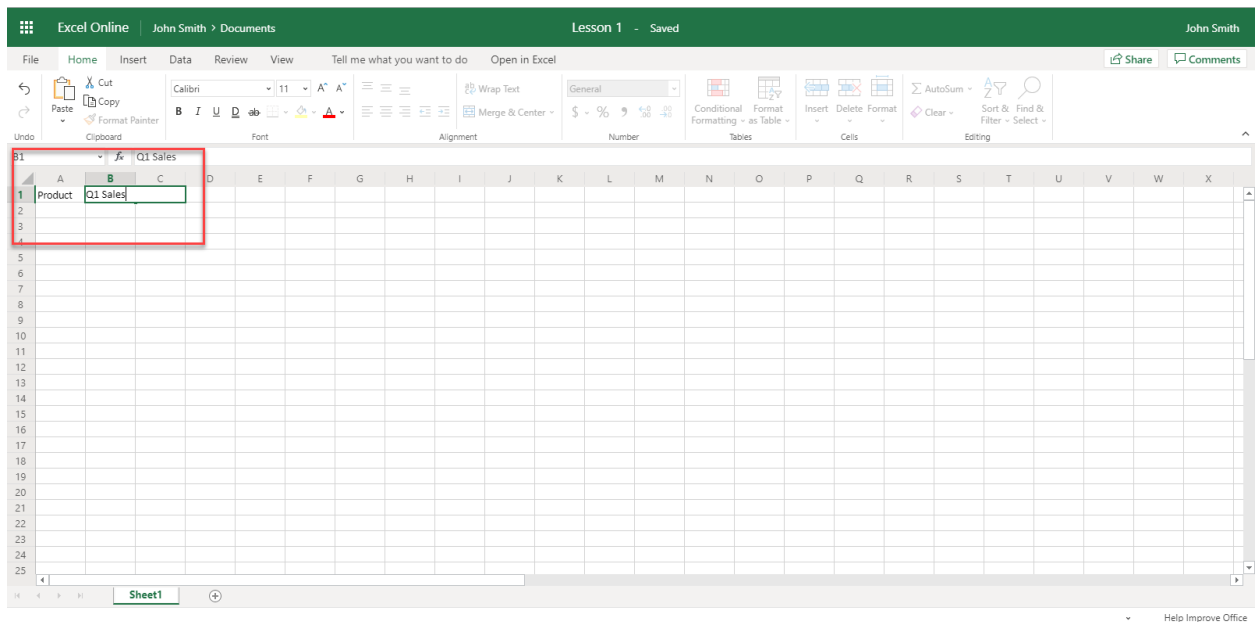 Excel Online John Smith > Documents Lesson 1 - Saved John Smith
File Home Insert Data Review View Tell me what you want to do Open in Excel Share Comments
Cut
Copy
Paste
Format Painter
Calibri 11 A^ A˅
B I U D ab A
Wrap Text
Merge & Center
General
$ - % 9 .00 .00
Conditional Formatting
Format as Table
Insert Delete Format
AutoSum
Clear
Sort & Filter
Find & Select
Undo Clipboard Font Alignment Number Tables Cells Editing
B1 fx Q1 Sales
A B C D E F G H I J K L M N O P Q R S T U V W X
1 Product Q1 Sales
2
3
4
5
6
7
8
9
10
11
12
13
14
15
16
17
18
19
20
21
22
23
24
25
Sheet1
Help Improve Office